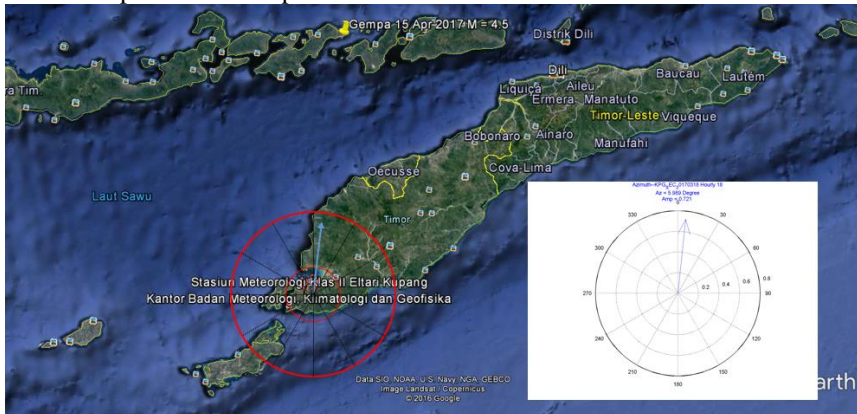 Gempa 15 Apr 2017 M = 4.5
Distrik Dili
Dili
Baucau
Lautém
ra Tim.
Liquiça
Aileu
Ermera
Manatuto
Timor-Leste
Viqueque
Bobonaro
Ainaro
Manufahi
Oecusse
Cova-Lima
Laut Sawu
Timor
Stasiun Meteorologi Klas II Eltari Kupang
Kantor Badan Meteorologi, Klimatologi dan Geofisika
Data SIO, NOAA, U.S. Navy, NGA, GEBCO
Image Landsat / Copernicus
© 2016 Google
arth
Az = 5.989 Degree
Amp = 0.721
0
330
30
300
60
270
0.2
0.4
0.6
0.8
90
240
120
210
150
180